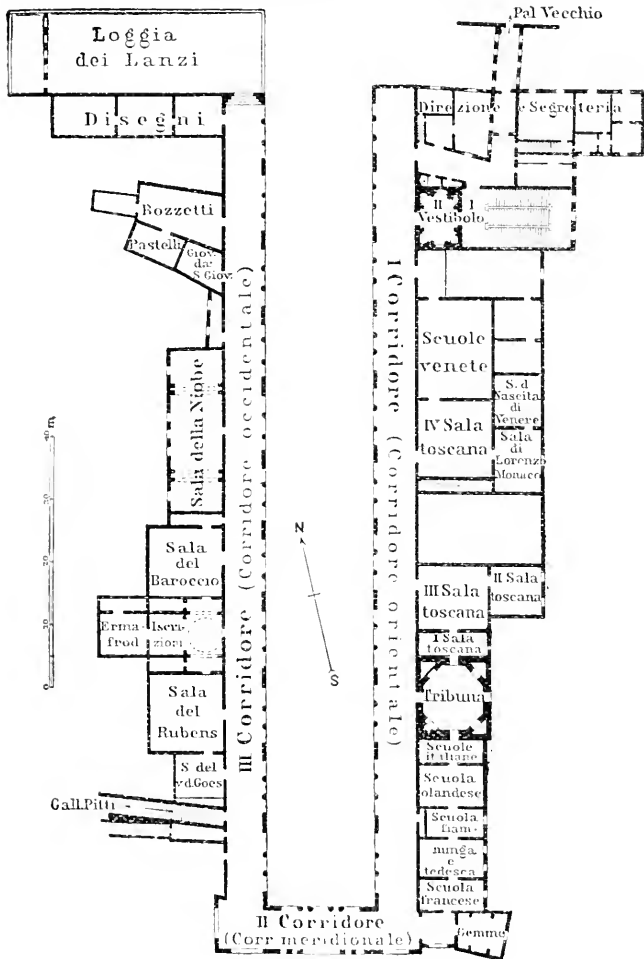 Pal Vecchio
Loggia
dei Lanzi
Direzione e Segreteria
Disegni
Bozzetti
Pastelli
Giov.
da
S. Giov.
II
I
Vestibolo
III Corridore (Corridore occidentale)
I Corridore (Corridore orientale)
Scuole
venete
S. d
Nascita
di
Venere
IV Sala
toscana
Sala
di
Lorenzo
Monaco
Sala della Niobe
40 m
30
20
10
0
N
S
Sala
del
Baroccio
III Sala
toscana
II Sala
toscana
Erma-
frod
Iscri-
zioni
I Sala
toscana
Tribuna
Sala
del
Rubens
Scuole
italiane
S del
v.d.Goes
Scuola
olandese
Gall.Pitti
Scuola
fiam-
minga
e
tedesca
Scuola
francese
II Corridore
(Corr meridionale)
Gemme